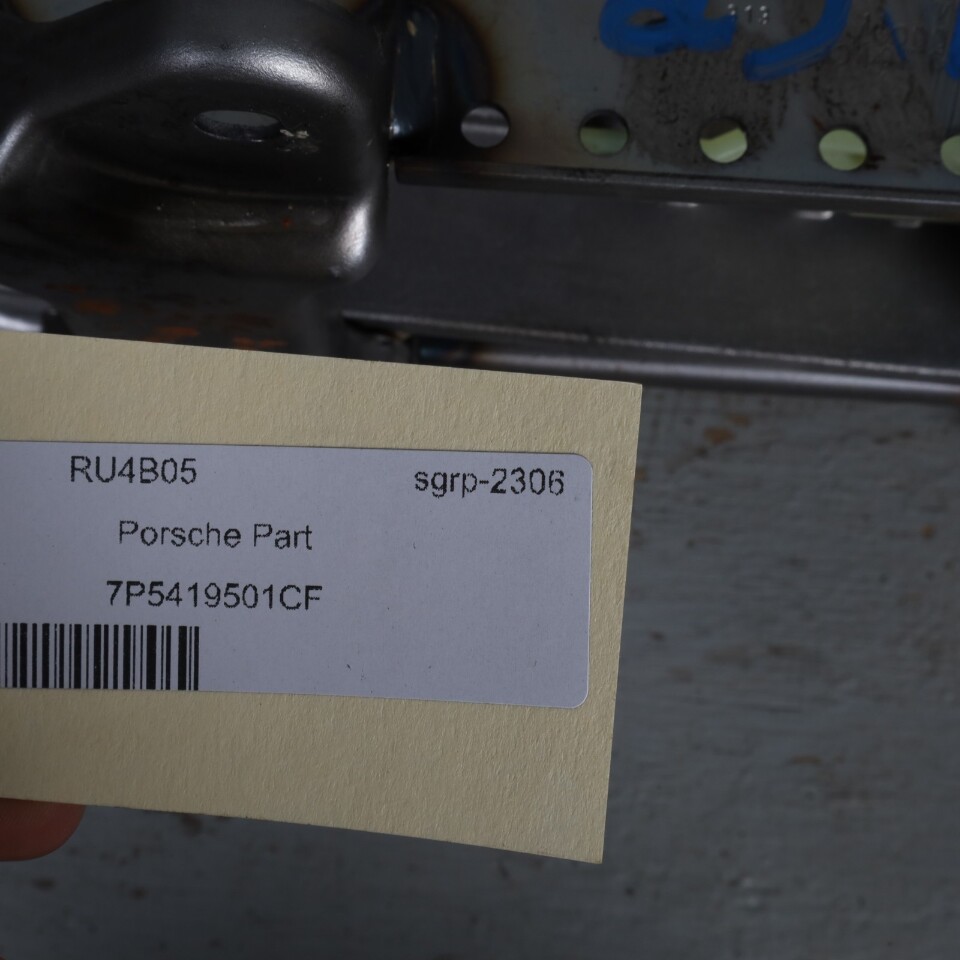 RU4B05 sgrp-2306
Porsche Part
7P5419501CF